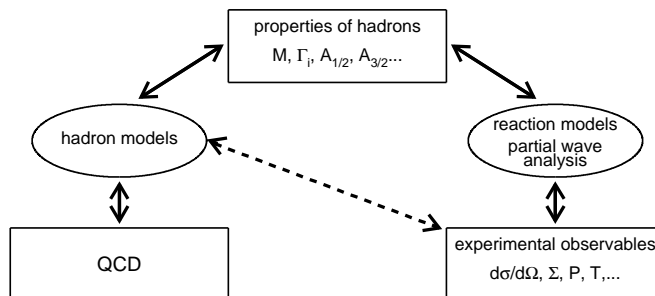 properties of hadrons
M, Γi, A1/2, A3/2...
hadron models
reaction models
partial wave
analysis
QCD
experimental observables
dσ/dΩ, Σ, P, T,...